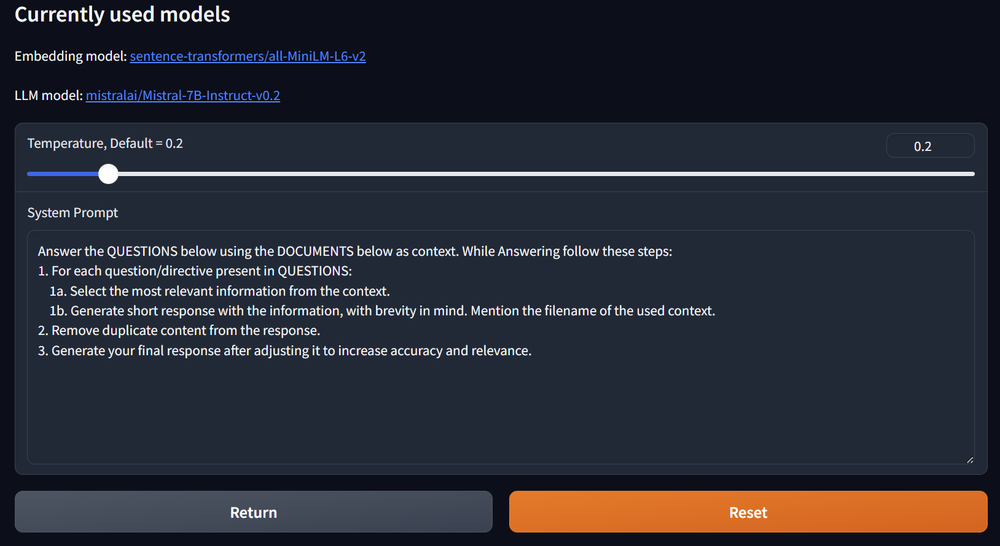 Currently used models
Embedding model: sentence-transformers/all-MiniLM-L6-v2
LLM model: mistralai/Mistral-7B-Instruct-v0.2
Temperature, Default = 0.2
0.2
System Prompt
Answer the QUESTIONS below using the DOCUMENTS below as context. While Answering follow these steps:
1. For each question/directive present in QUESTIONS:
1a. Select the most relevant information from the context.
1b. Generate short response with the information, with brevity in mind. Mention the filename of the used context.
2. Remove duplicate content from the response.
3. Generate your final response after adjusting it to increase accuracy and relevance.
Return
Reset